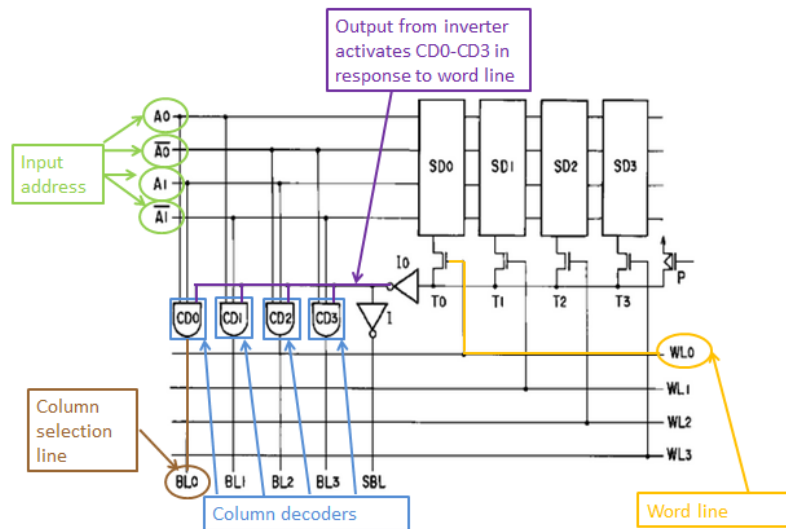 Output from inverter
activates CD0-CD3 in
response to word line
A0
A0
A1
A1
Input
address
SD0
SD1
SD2
SD3
I0
I
P
T0
T1
T2
T3
CD0
CD1
CD2
CD3
WL0
WL1
WL2
WL3
Column
selection
line
BL0
BL1
BL2
BL3
SBL
Column decoders
Word line